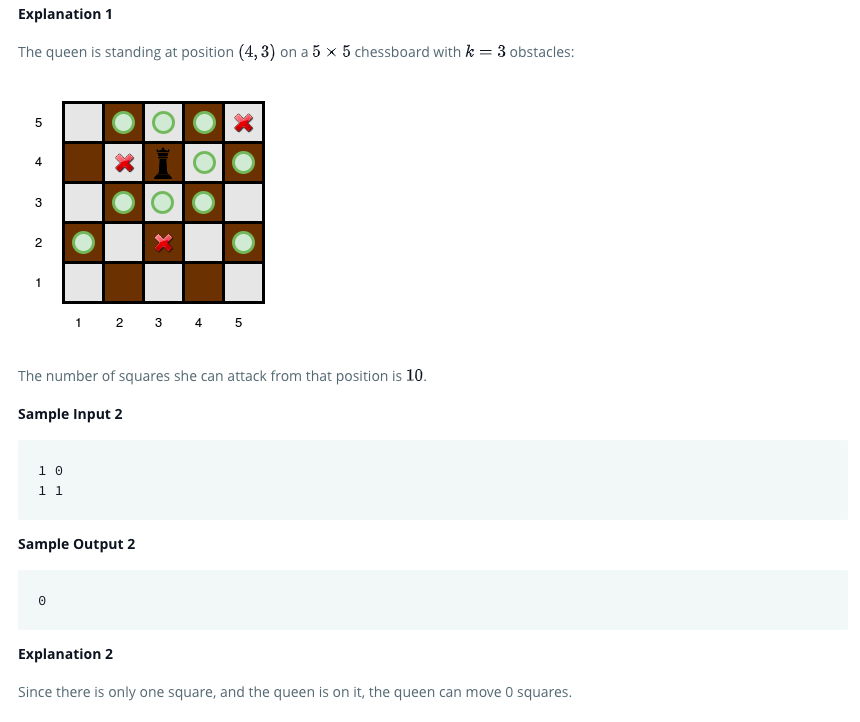 Explanation 1
The queen is standing at position (4, 3) on a 5 × 5 chessboard with k = 3 obstacles:
5
4
3
2
1
1 2 3 4 5
The number of squares she can attack from that position is 10.
Sample Input 2
1 0
1 1
Sample Output 2
0
Explanation 2
Since there is only one square, and the queen is on it, the queen can move 0 squares.